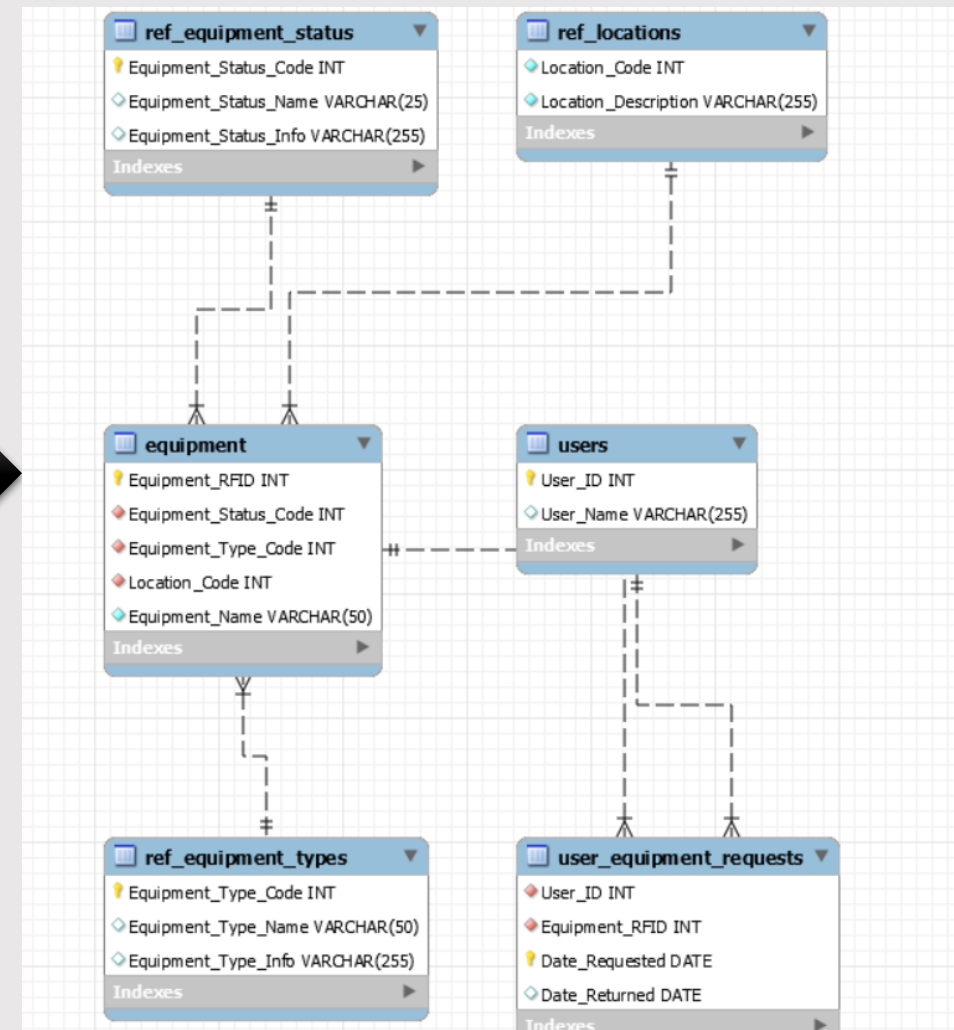 ref_equipment_status
Equipment_Status_Code INT
Equipment_Status_Name VARCHAR(25)
Equipment_Status_Info VARCHAR(255)
Indexes
ref_locations
Location_Code INT
Location_Description VARCHAR(255)
Indexes
equipment
Equipment_RFID INT
Equipment_Status_Code INT
Equipment_Type_Code INT
Location_Code INT
Equipment_Name VARCHAR(50)
Indexes
users
User_ID INT
User_Name VARCHAR(255)
Indexes
ref_equipment_types
Equipment_Type_Code INT
Equipment_Type_Name VARCHAR(50)
Equipment_Type_Info VARCHAR(255)
Indexes
user_equipment_requests
User_ID INT
Equipment_RFID INT
Date_Requested DATE
Date_Returned DATE
Indexes